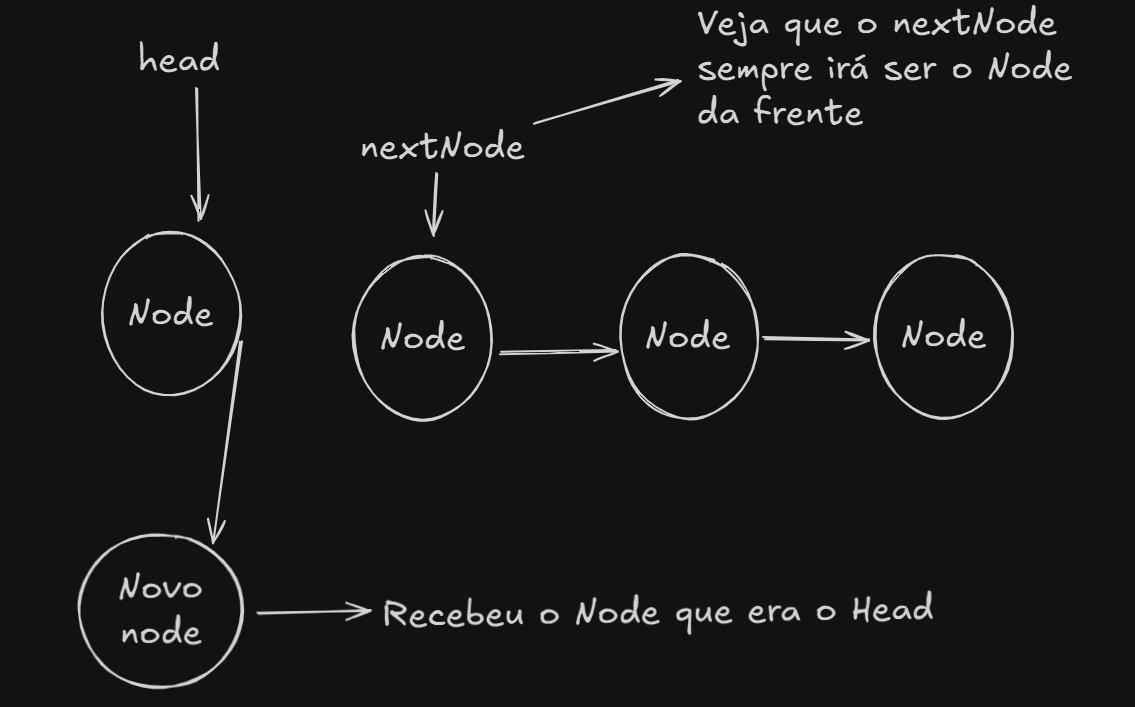 head
Veja que o nextNode
sempre irá ser o Node
da frente
nextNode
Node
Node
Node
Node
Novo
node
Recebeu o Node que era o Head